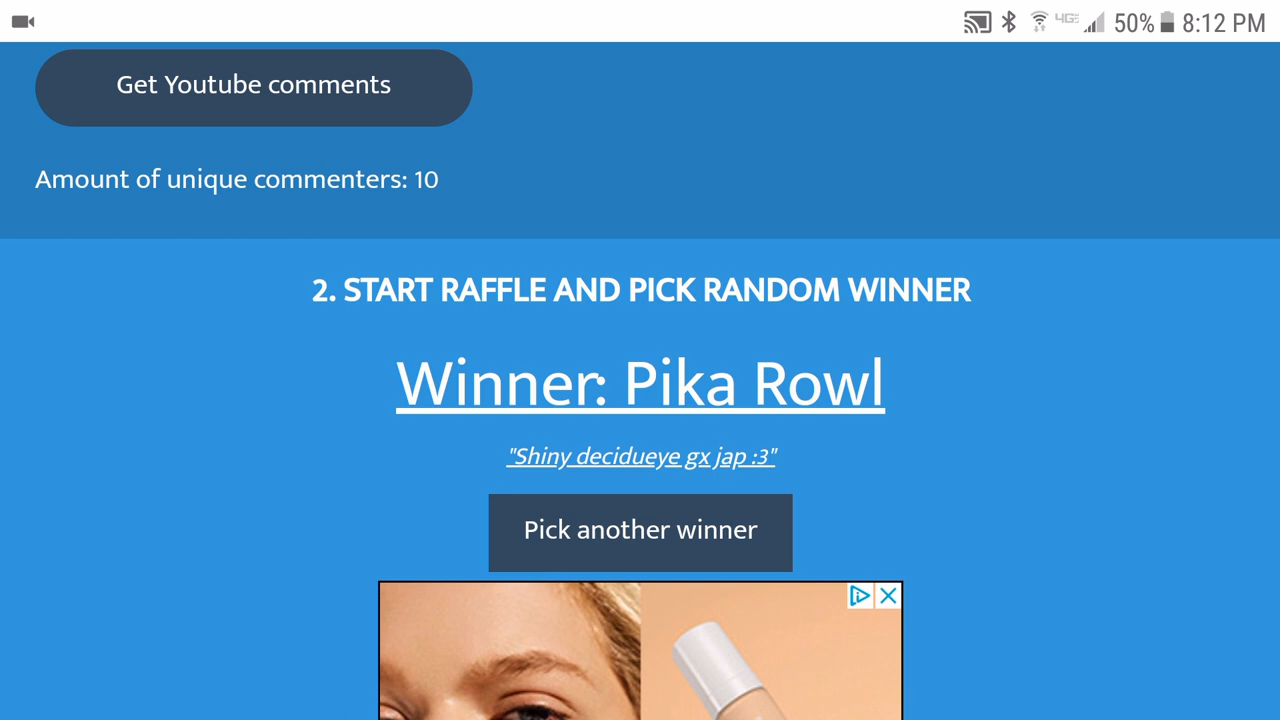 4G 50% 8:12 PM
Get Youtube comments
Amount of unique commenters: 10
2. START RAFFLE AND PICK RANDOM WINNER
Winner: Pika Rowl
"Shiny decidueye gx jap :3"
Pick another winner